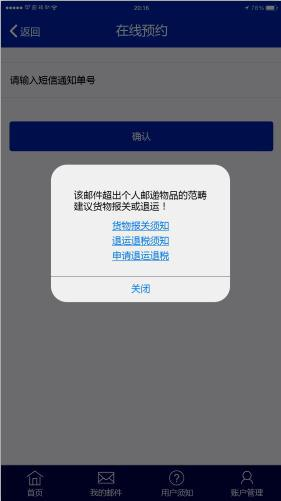 20:16
76%
返回
在线预约
请输入短信通知单号
确认
该邮件超出个人邮递物品的范畴
建议货物报关或退运！
货物报关须知
退运退税须知
申请退运退税
关闭
首页
我的邮件
用户须知
账户管理